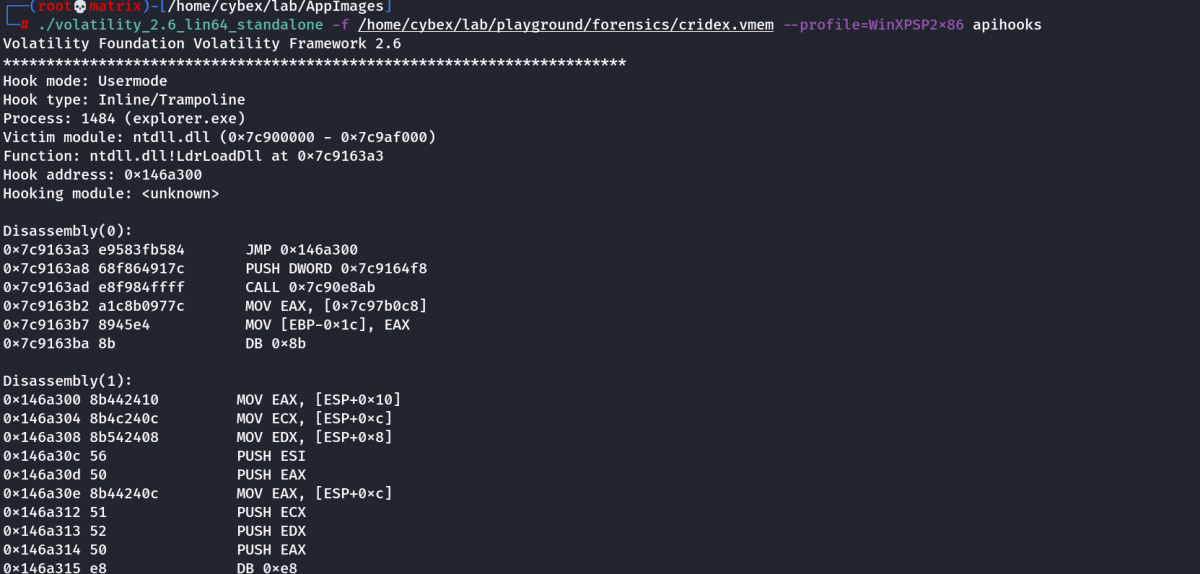 ┌──(root💀matrix)-[/home/cybex/lab/AppImages]
└─# ./volatility_2.6_lin64_standalone -f /home/cybex/lab/playground/forensics/cridex.vmem --profile=WinXPSP2×86 apihooks
Volatility Foundation Volatility Framework 2.6
************************************************************************
Hook mode: Usermode
Hook type: Inline/Trampoline
Process: 1484 (explorer.exe)
Victim module: ntdll.dll (0×7c900000 - 0×7c9af000)
Function: ntdll.dll!LdrLoadDll at 0×7c9163a3
Hook address: 0×146a300
Hooking module: <unknown>
Disassembly(0):
0×7c9163a3 e9583fb584 JMP 0×146a300
0×7c9163a8 68f864917c PUSH DWORD 0×7c9164f8
0×7c9163ad e8f984ffff CALL 0×7c90e8ab
0×7c9163b2 a1c8b0977c MOV EAX, [0×7c97b0c8]
0×7c9163b7 8945e4 MOV [EBP-0×1c], EAX
0×7c9163ba 8b DB 0×8b
Disassembly(1):
0×146a300 8b442410 MOV EAX, [ESP+0×10]
0×146a304 8b4c240c MOV ECX, [ESP+0×c]
0×146a308 8b542408 MOV EDX, [ESP+0×8]
0×146a30c 56 PUSH ESI
0×146a30d 50 PUSH EAX
0×146a30e 8b44240c MOV EAX, [ESP+0×c]
0×146a312 51 PUSH ECX
0×146a313 52 PUSH EDX
0×146a314 50 PUSH EAX
0×146a315 e8 DB 0×e8